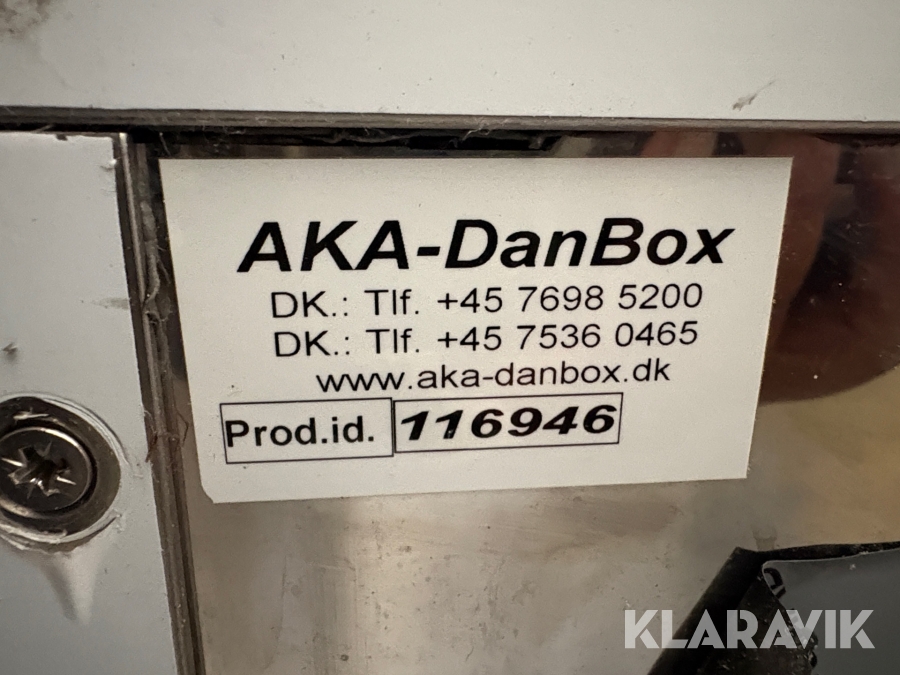 AKA-DanBox
DK.: Tlf. +45 7698 5200
DK.: Tlf. +45 7536 0465
www.aka-danbox.dk
Prod.id. 116946
KLARAVIK